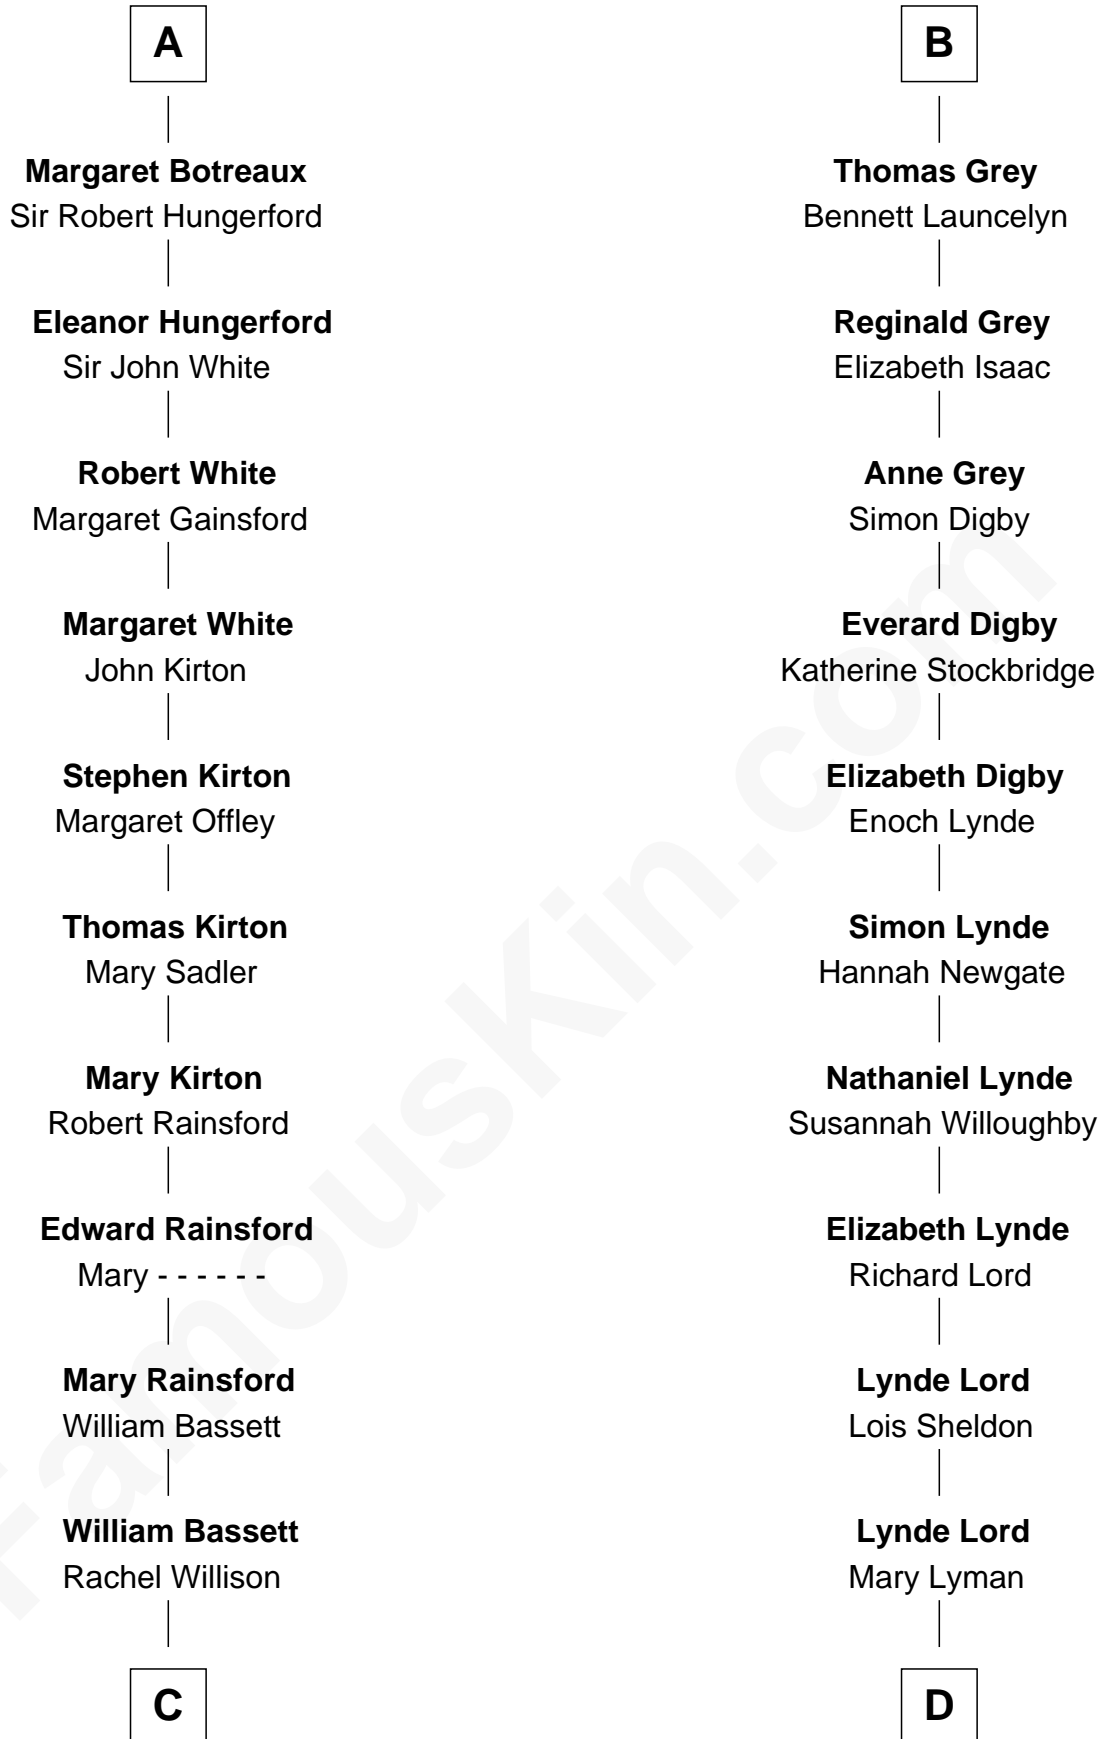 A
Margaret Botreaux
Sir Robert Hungerford
Eleanor Hungerford
Sir John White
Robert White
Margaret Gainsford
Margaret White
John Kirton
Stephen Kirton
Margaret Offley
Thomas Kirton
Mary Sadler
Mary Kirton
Robert Rainsford
Edward Rainsford
Mary - - - - - -
Mary Rainsford
William Bassett
William Bassett
Rachel Willison
C
B
Thomas Grey
Bennett Launcelyn
Reginald Grey
Elizabeth Isaac
Anne Grey
Simon Digby
Everard Digby
Katherine Stockbridge
Elizabeth Digby
Enoch Lynde
Simon Lynde
Hannah Newgate
Nathaniel Lynde
Susannah Willoughby
Elizabeth Lynde
Richard Lord
Lynde Lord
Lois Sheldon
Lynde Lord
Mary Lyman
D
FamousKin.com